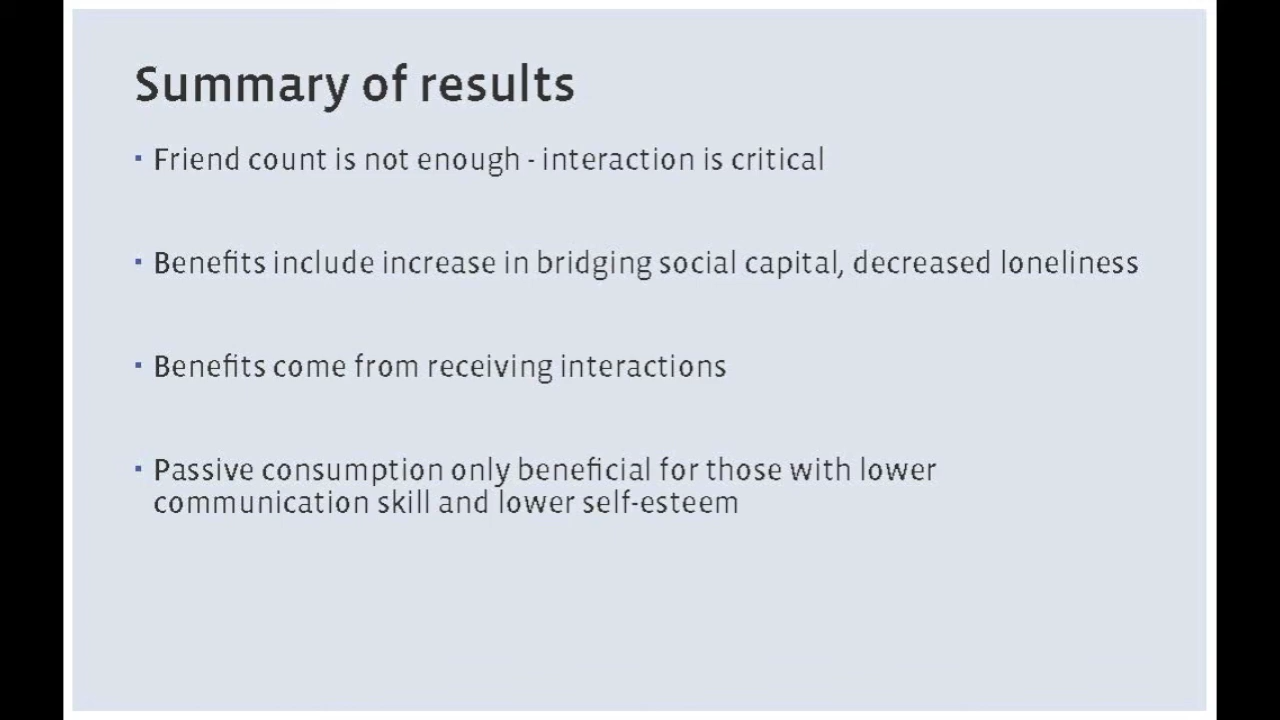 Summary of results
▪ Friend count is not enough - interaction is critical
▪ Benefits include increase in bridging social capital, decreased loneliness
▪ Benefits come from receiving interactions
▪ Passive consumption only beneficial for those with lower
communication skill and lower self-esteem